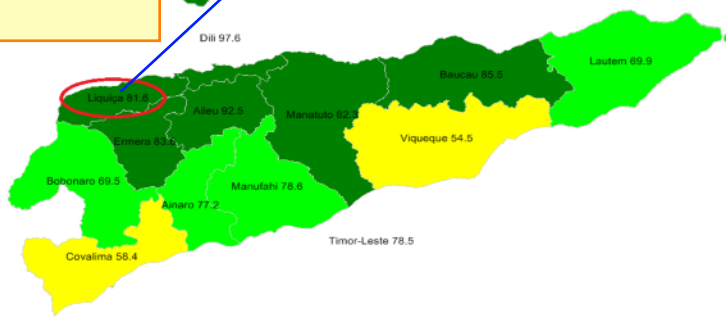 Dili 97.6
Lautem 69.9
Baucau 85.5
Liquiça 81.6
Aileu 92.5
Manatuto 82.3
Viqueque 54.5
Ermera 83.6
Bobonaro 69.5
Manufahi 78.6
Ainaro 77.2
Timor-Leste 78.5
Covalima 58.4